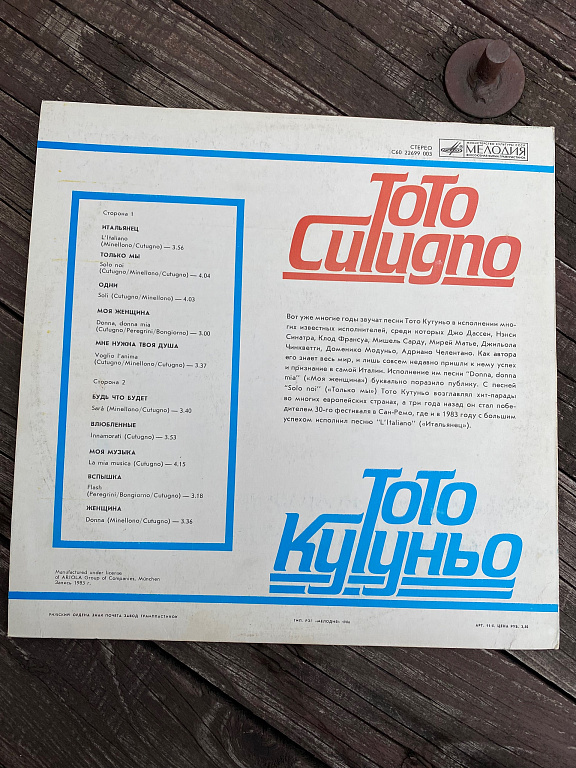 СТЕРЕО
С60 22699 005
МЕЛОДИЯ
ToTo
Cutugno
Сторона 1
ИТАЛЬЯНЕЦ
L'Italiano
(Minellono/Cutugno) — 3.56
ТОЛЬКО МЫ
Solo noi
(Cutugno/Minellono/Cutugno) — 4.04
ОДНИ
Soli (Cutugno/Minellono) — 4.03
МОЯ ЖЕНЩИНА
Donna, donna mia
(Cutugno/Peregrini/Bongiorno) — 3.00
МНЕ НУЖНА ТВОЯ ДУША
Voglio l'anima
(Cutugno/Minellono/Cutugno) — 3.37
Сторона 2
БУДЬ ЧТО БУДЕТ
Sarà (Minellono/Cutugno) — 3.40
ВЛЮБЛЕННЫЕ
Innamorati (Cutugno) — 3.53
МОЯ МУЗЫКА
La mia musica (Cutugno) — 4.15
ВСПЫШКА
Flash
(Peregrini/Bongiorno/Cutugno) — 3.18
ЖЕНЩИНА
Donna (Minellono/Cutugno) — 3.36
Вот уже многие годы звучат песни Тото Кутуньо в исполнении мно-
гих известных исполнителей, среди которых Джо Дассен, Нэнси
Синатра, Клод Франсуа, Мишель Сарду, Мирей Матье, Джильола
Чинкветти, Доменико Модуньо, Адриано Челентано. Как автора
его знает весь мир, и лишь совсем недавно пришли к нему успех
и признание в самой Италии. Исполнение им песни "Donna, donna
mia" («Моя женщина») буквально поразило публику. С песней
"Solo noi" («Только мы») Тото Кутуньо возглавлял хит-парады
во многих европейских странах, а три года назад он стал побе-
дителем 30-го фестиваля в Сан-Ремо, где и в 1983 году с большим
успехом исполнил песню "L'Italiano" («Итальянец»).
ТоТо
Кутуньо
Manufactured under license
of ARIOLA Group of Companies, München
Запись 1983 г.
РИЖСКИЙ ОРДЕНА ЗНАК ПОЧЕТА ЗАВОД ГРАМПЛАСТИНОК